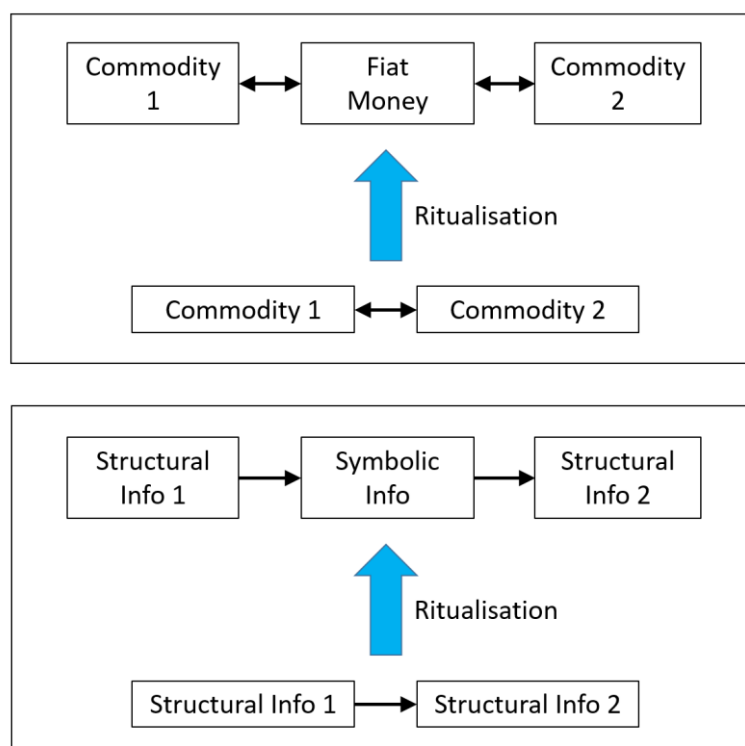 Commodity
1
Fiat
Money
Commodity
2
Ritualisation
Commodity 1
Commodity 2
Structural
Info 1
Symbolic
Info
Structural
Info 2
Ritualisation
Structural Info 1
Structural Info 2